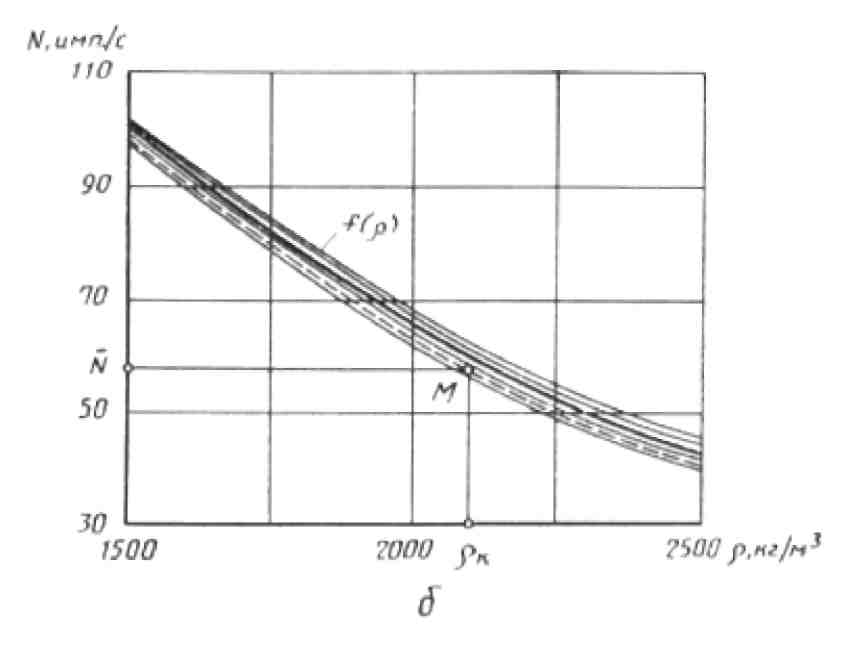 N, имп/с
110
90
f(ρ)
70
N̄
M
50
30
1500
2000
ρк
2500
ρ, кг/м³
б